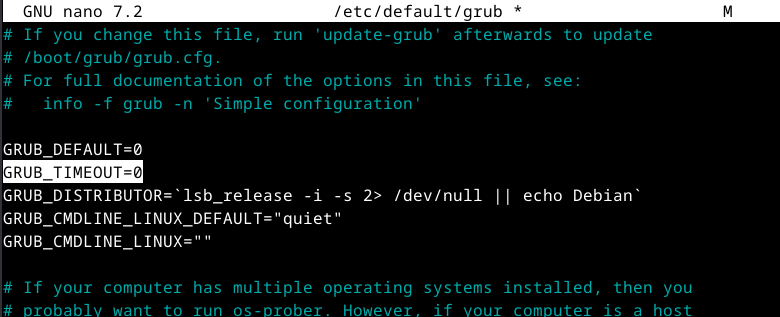 GNU nano 7.2 /etc/default/grub * M
# If you change this file, run 'update-grub' afterwards to update
# /boot/grub/grub.cfg.
# For full documentation of the options in this file, see:
#   info -f grub -n 'Simple configuration'
GRUB_DEFAULT=0
GRUB_TIMEOUT=0
GRUB_DISTRIBUTOR=`lsb_release -i -s 2> /dev/null || echo Debian`
GRUB_CMDLINE_LINUX_DEFAULT="quiet"
GRUB_CMDLINE_LINUX=""
# If your computer has multiple operating systems installed, then you
# probably want to run os-prober. However, if your computer is a host